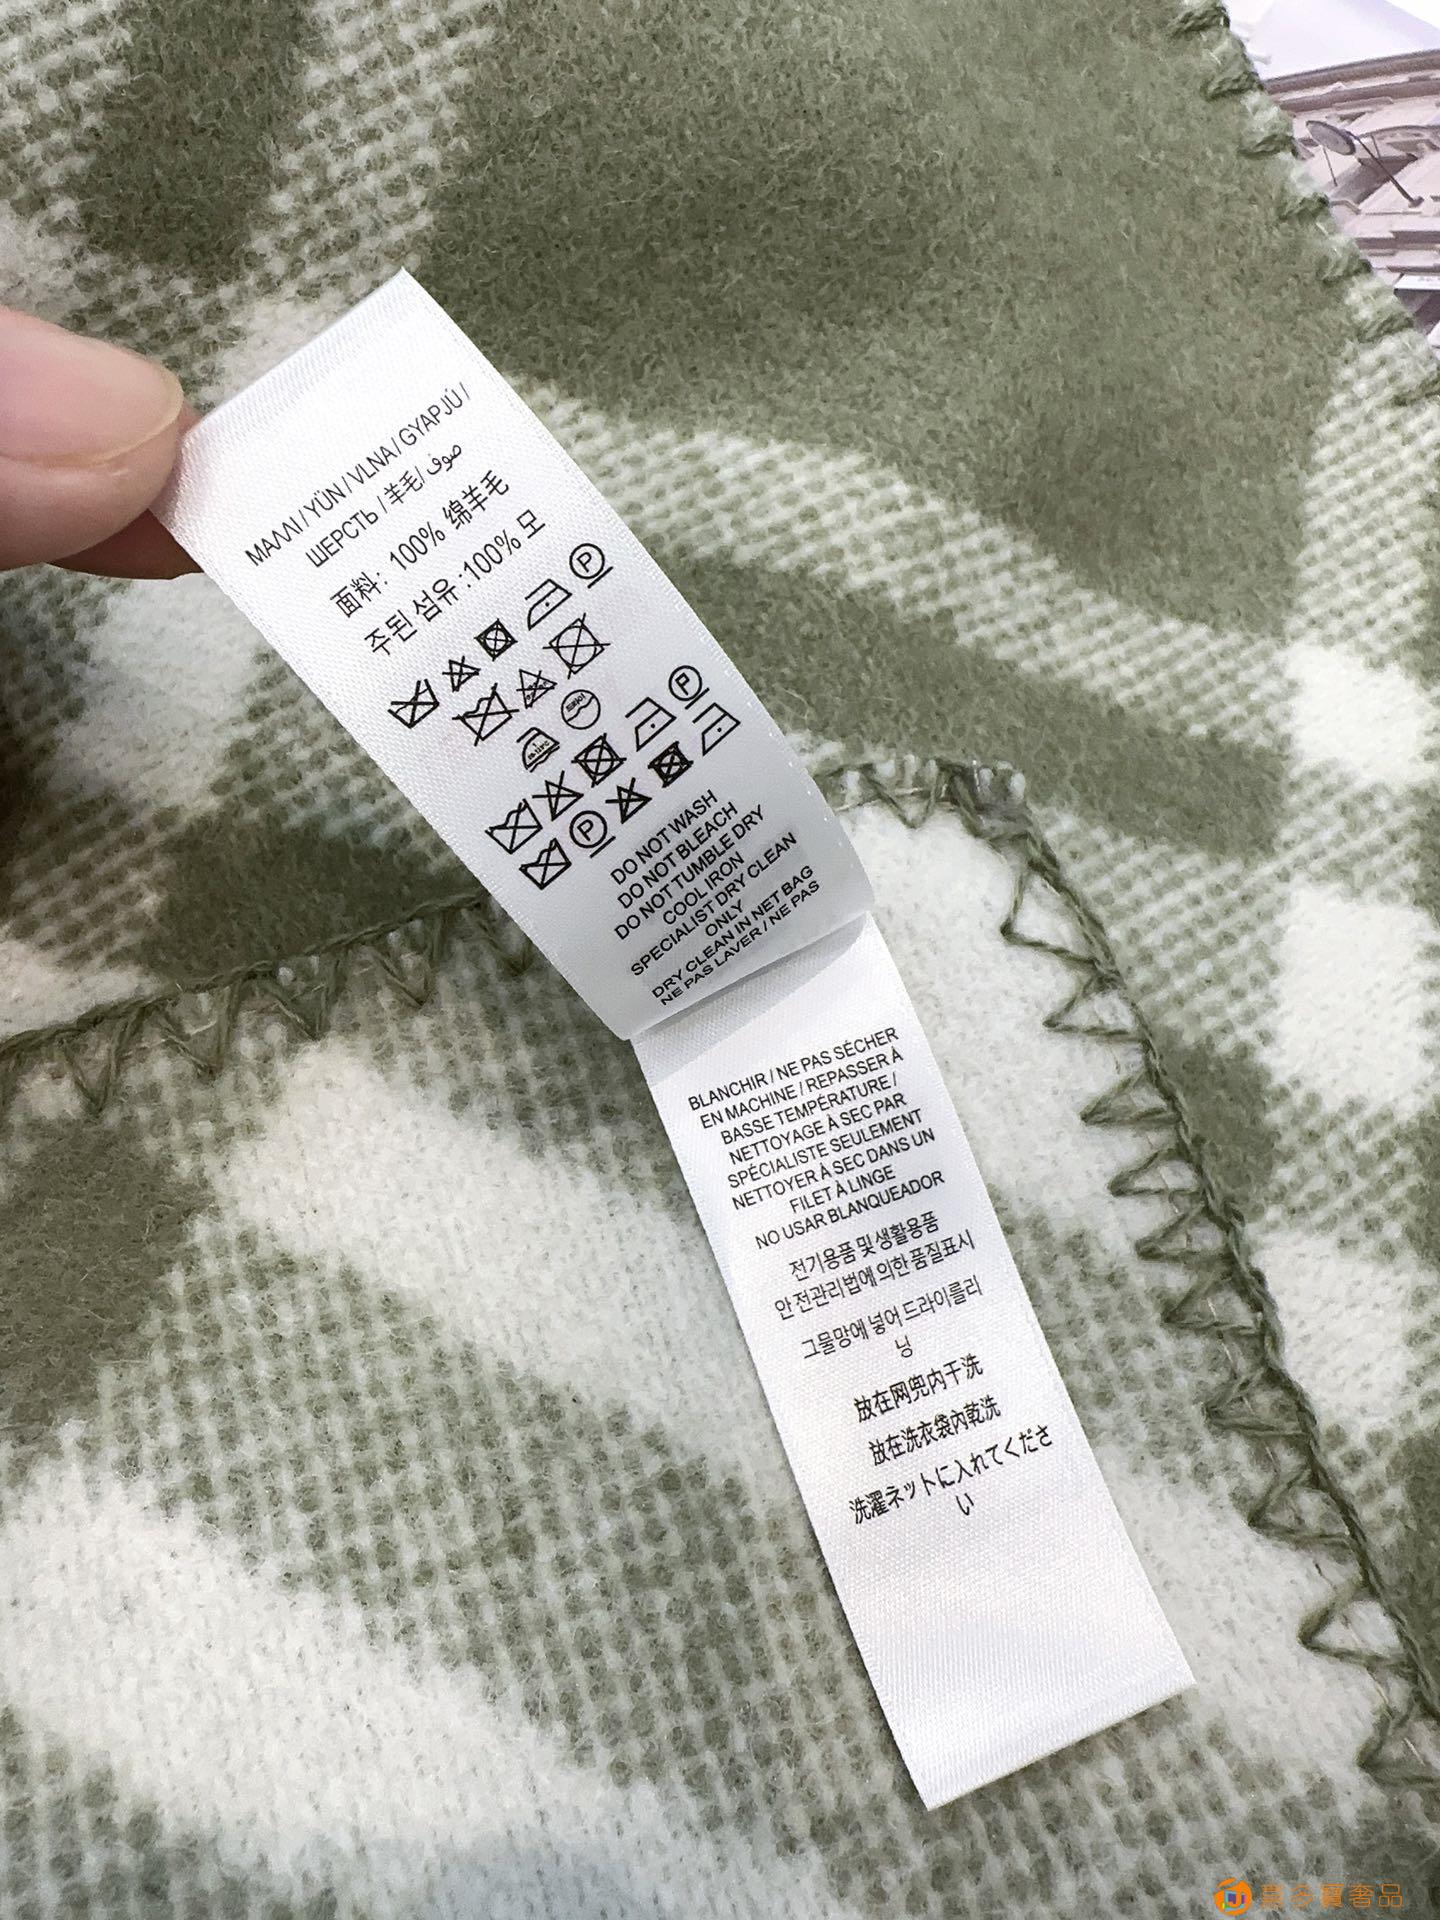 ΜΑΛΛΙ / YÜN / VLNA / GYAPJÚ /
ШЕРСТЬ / 羊毛/ صوف
面料: 100% 绵羊毛
주된 섬유 :100% 모
P
P
P
DO NOT WASH
DO NOT BLEACH
DO NOT TUMBLE DRY
COOL IRON
SPECIALIST DRY CLEAN
ONLY
DRY CLEAN IN NET BAG
NE PAS LAVER / NE PAS
BLANCHIR / NE PAS SÉCHER
EN MACHINE / REPASSER À
BASSE TEMPÉRATURE /
NETTOYAGE À SEC PAR
SPÉCIALISTE SEULEMENT
NETTOYER À SEC DANS UN
FILET À LINGE
NO USAR BLANQUEADOR
전기용품 및 생활용품
안전관리법에 의한 품질표시
그물망에 넣어 드라이클리
닝
放在网兜内干洗
放在洗衣袋內乾洗
洗濯ネットに入れてくださ
い
喜多寶奢品